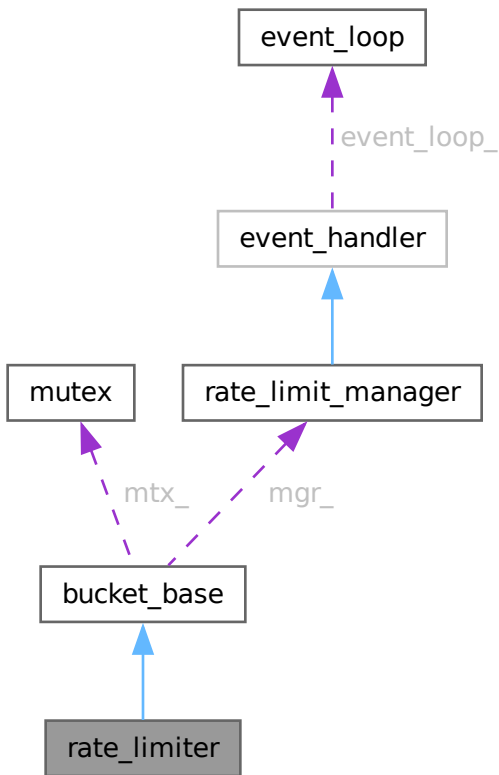 event_loop
event_loop_
event_handler
mutex
rate_limit_manager
mtx_
mgr_
bucket_base
rate_limiter